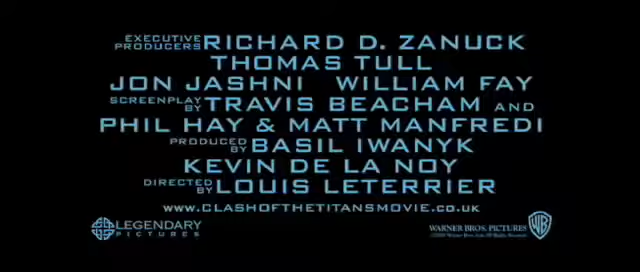 EXECUTIVE PRODUCERS RICHARD D. ZANUCK
THOMAS TULL
JON JASHNI WILLIAM FAY
SCREENPLAY BY TRAVIS BEACHAM AND
PHIL HAY & MATT MANFREDI
PRODUCED BY BASIL IWANYK
KEVIN DE LA NOY
DIRECTED BY LOUIS LETERRIER
WWW.CLASHOFTHETITANSMOVIE.CO.UK
LEGENDARY PICTURES
WARNER BROS. PICTURES
WB